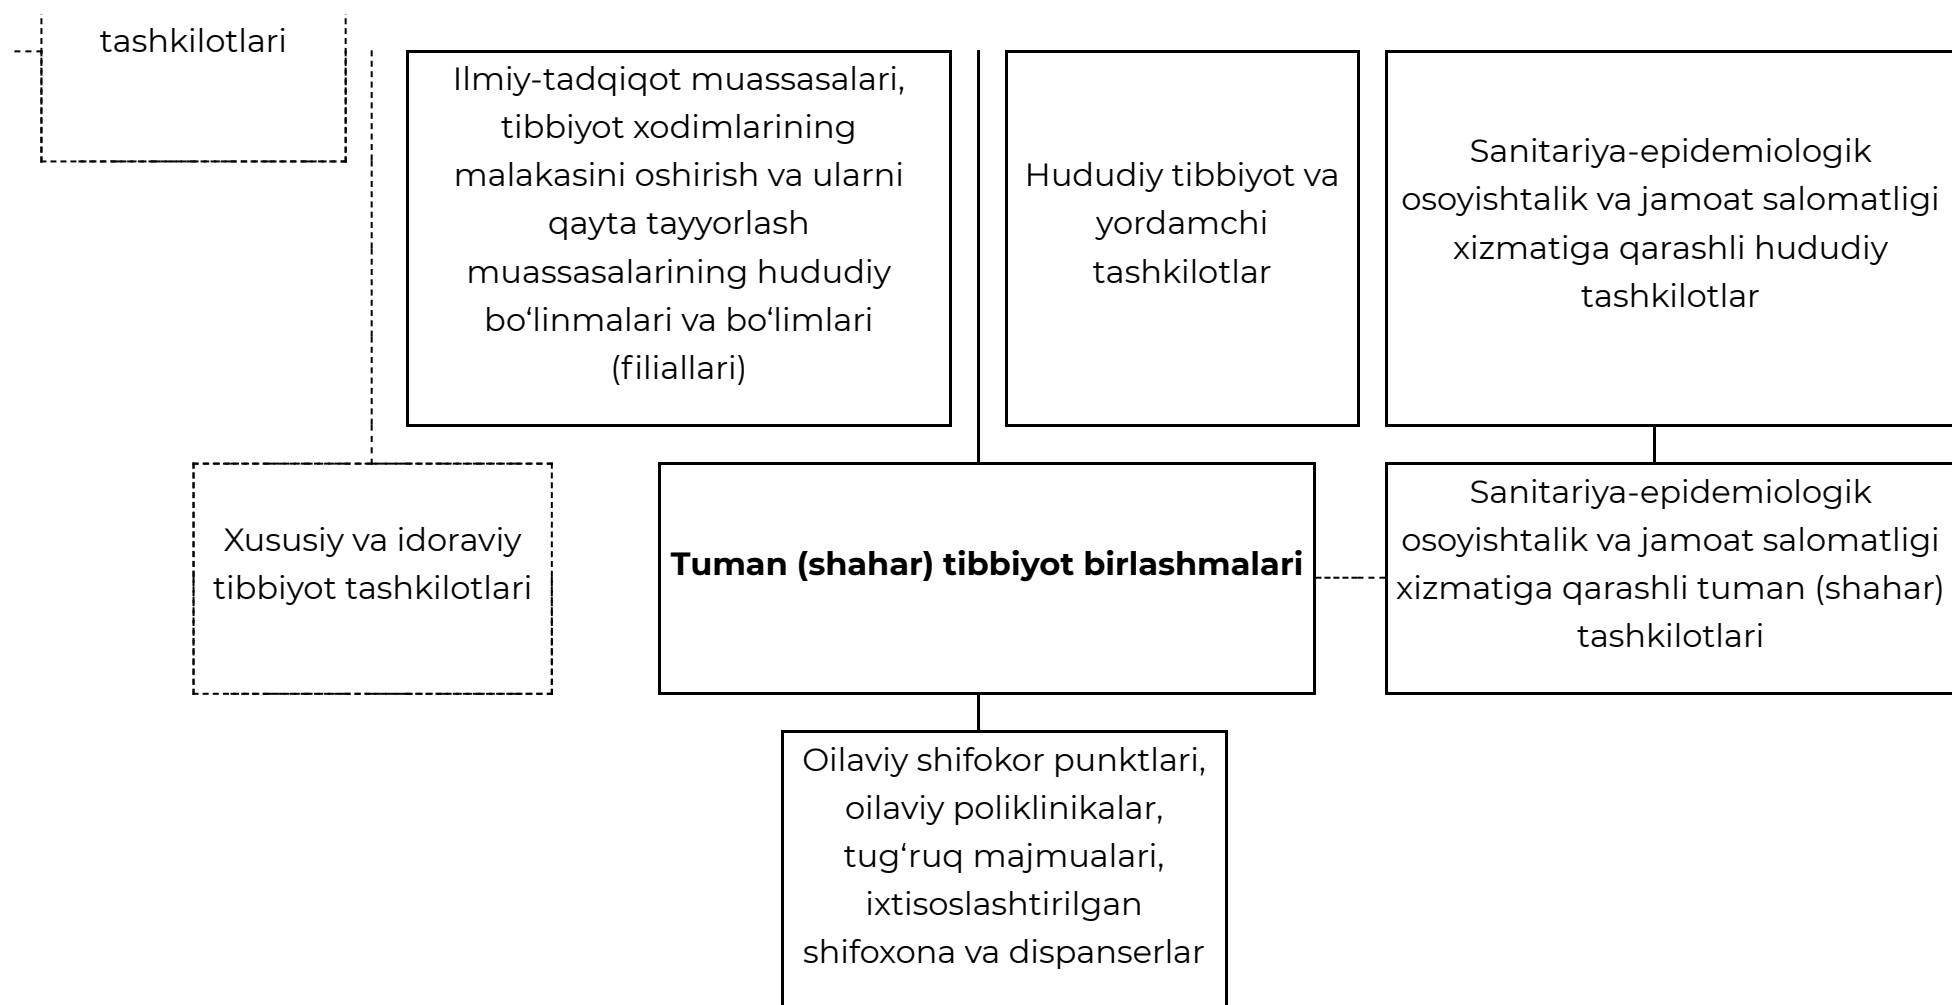 tashkilotlari
Ilmiy-tadqiqot muassasalari,
tibbiyot xodimlarining
malakasini oshirish va ularni
qayta tayyorlash
muassasalarining hududiy
bo‘linmalari va bo‘limlari
(filiallari)
Hududiy tibbiyot va
yordamchi
tashkilotlar
Sanitariya-epidemiologik
osoyishtalik va jamoat salomatligi
xizmatiga qarashli hududiy
tashkilotlar
Xususiy va idoraviy
tibbiyot tashkilotlari
Tuman (shahar) tibbiyot birlashmalari
Sanitariya-epidemiologik
osoyishtalik va jamoat salomatligi
xizmatiga qarashli tuman (shahar)
tashkilotlari
Oilaviy shifokor punktlari,
oilaviy poliklinikalar,
tug‘ruq majmualari,
ixtisoslashtirilgan
shifoxona va dispanserlar